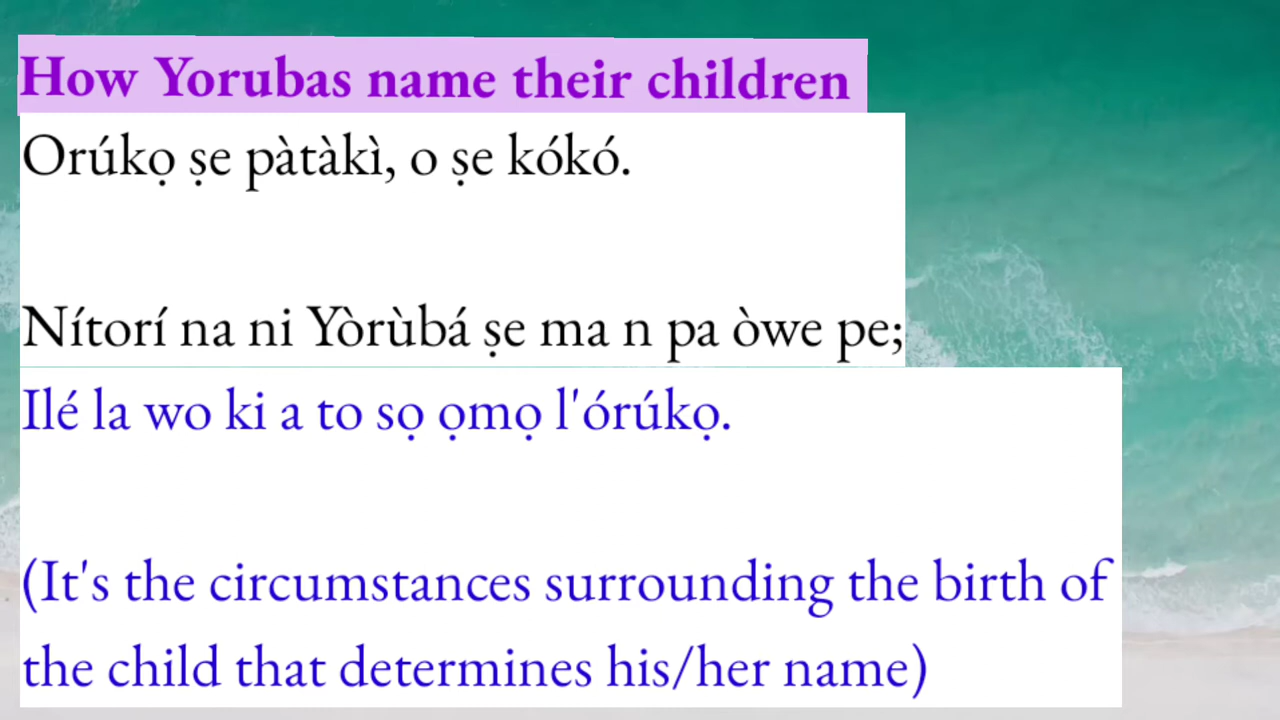 How Yorubas name their children
Orúkọ ṣe pàtàkì, o ṣe kókó.
Nítorí na ni Yòrùbá ṣe ma n pa òwe pe;
Ilé la wo ki a to sọ ọmọ l'órúkọ.
(It's the circumstances surrounding the birth of
the child that determines his/her name)